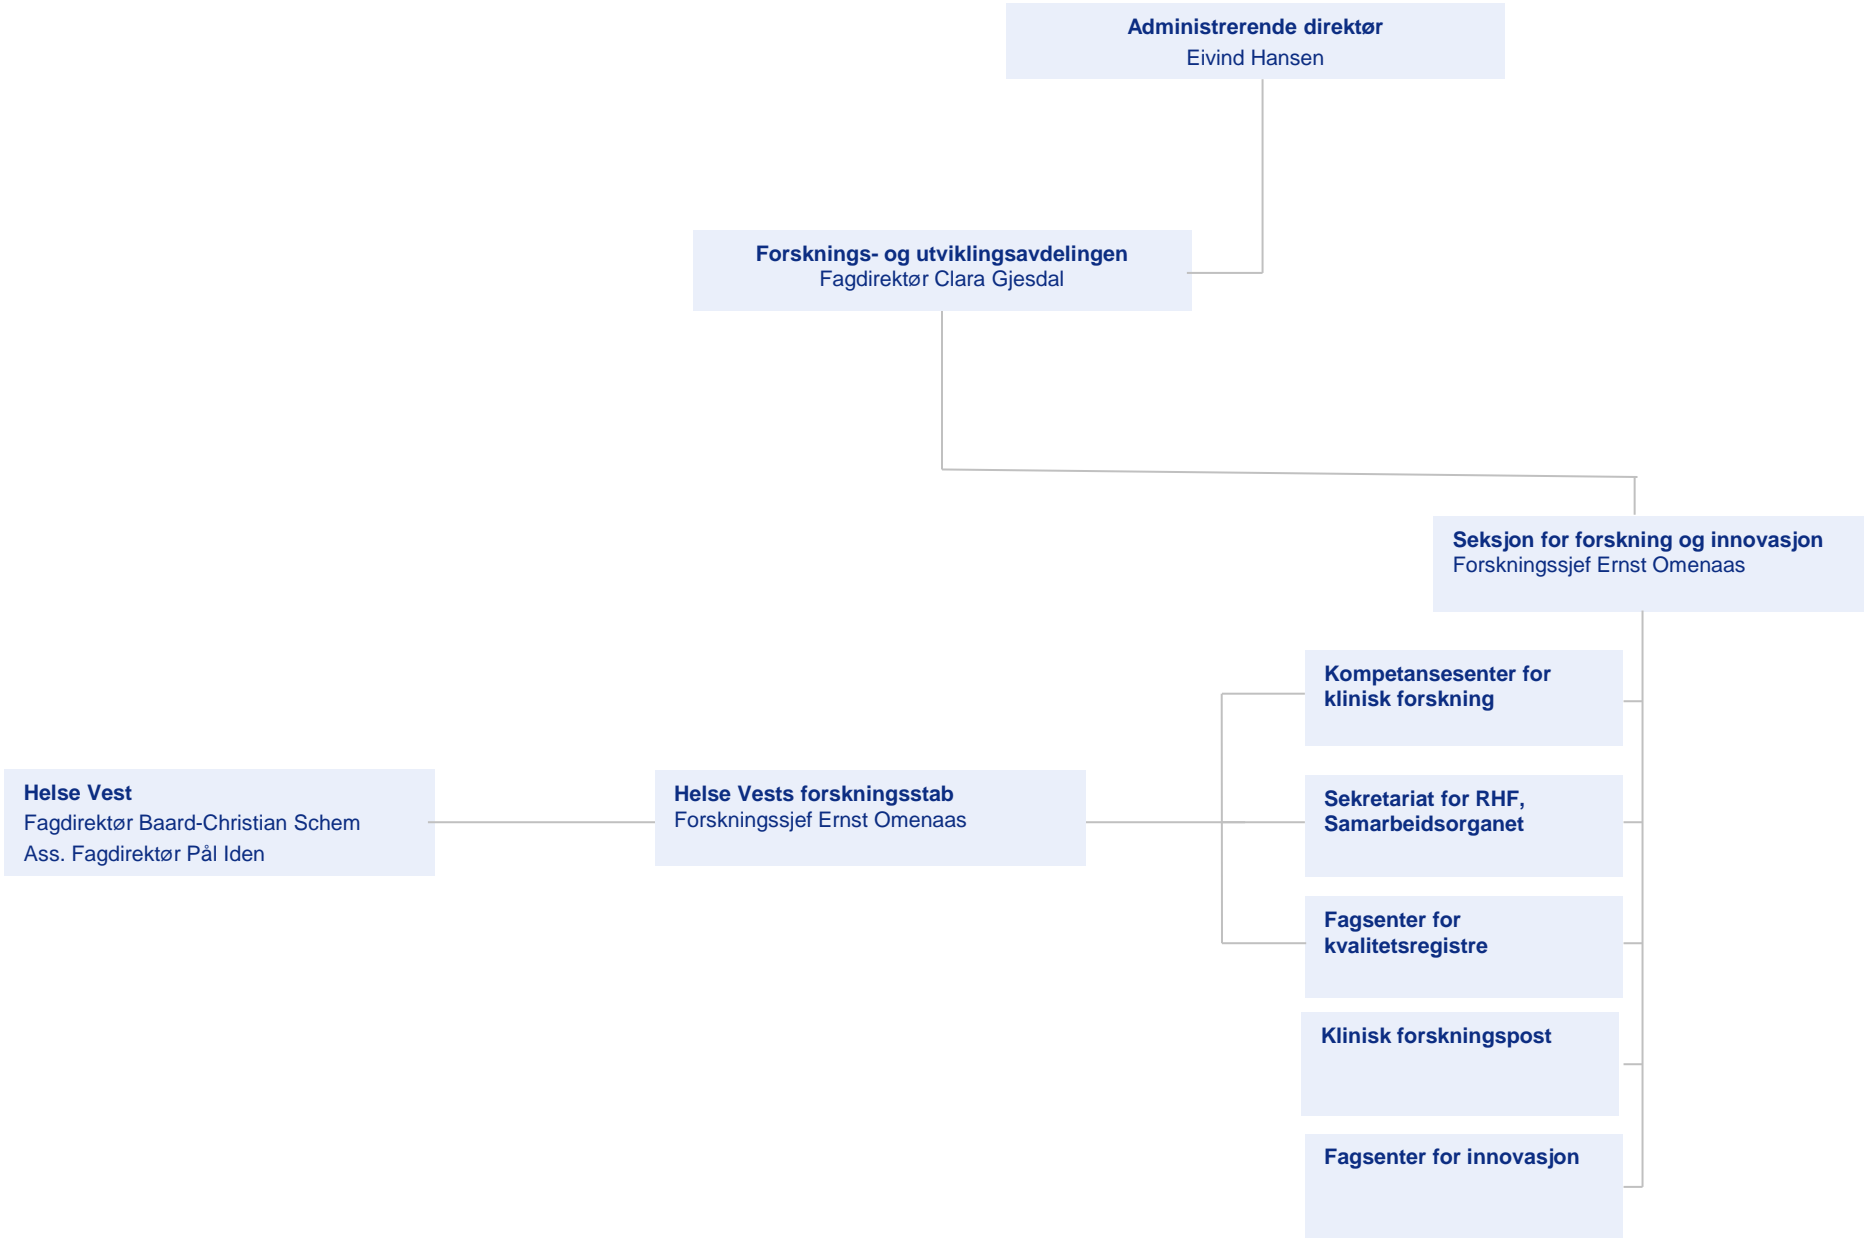 Administrerende direktør
Eivind Hansen
Forsknings- og utviklingsavdelingen
Fagdirektør Clara Gjesdal
Seksjon for forskning og innovasjon
Forskningssjef Ernst Omenaas
Kompetansesenter for
klinisk forskning
Helse Vest
Fagdirektør Baard-Christian Schem
Ass. Fagdirektør Pål Iden
Helse Vests forskningsstab
Forskningssjef Ernst Omenaas
Sekretariat for RHF,
Samarbeidsorganet
Fagsenter for
kvalitetsregistre
Klinisk forskningspost
Fagsenter for innovasjon